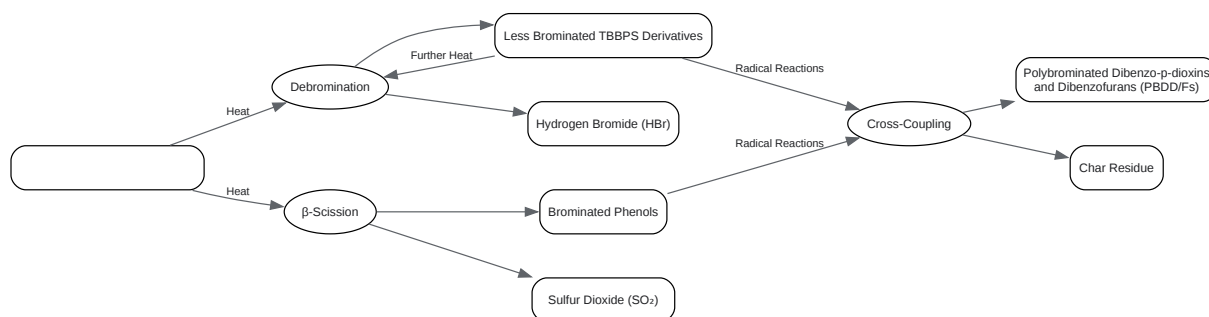 Less Brominated TBBPS Derivatives
Further Heat
Radical Reactions
Polybrominated Dibenzo-p-dioxins
and Dibenzofurans (PBDD/Fs)
Debromination
Heat
Hydrogen Bromide (HBr)
Cross-Coupling
Radical Reactions
Char Residue
Heat
β-Scission
Brominated Phenols
Sulfur Dioxide (SO₂)